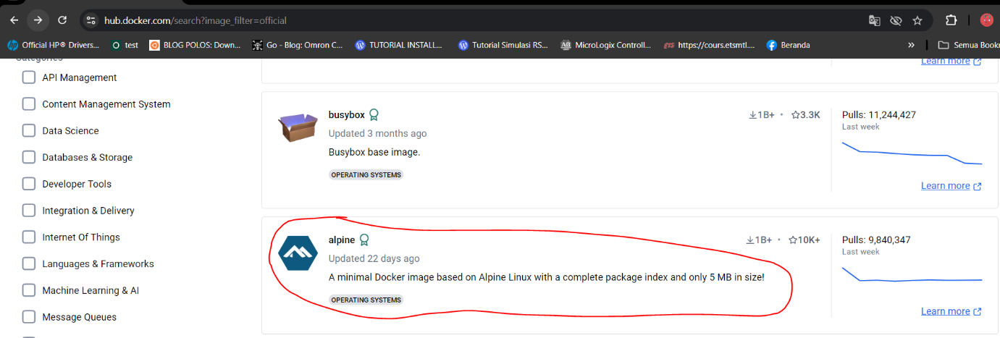 hub.docker.com/search?image_filter=official
Official HP® Drivers... test BLOG POLOS: Down... Go - Blog: Omron C... TUTORIAL INSTALL... Tutorial Simulasi RS... MicroLogix Controll... https://cours.etsmtl.... Beranda » Semua Bookm
Categories
API Management
Content Management System
Data Science
Databases & Storage
Developer Tools
Integration & Delivery
Internet Of Things
Languages & Frameworks
Machine Learning & AI
Message Queues
Learn more
busybox
1B+ • 3.3K
Updated 3 months ago
Busybox base image.
OPERATING SYSTEMS
Pulls: 11,244,427
Last week
Learn more
alpine
1B+ • 10K+
Updated 22 days ago
A minimal Docker image based on Alpine Linux with a complete package index and only 5 MB in size!
OPERATING SYSTEMS
Pulls: 9,840,347
Last week
Learn more